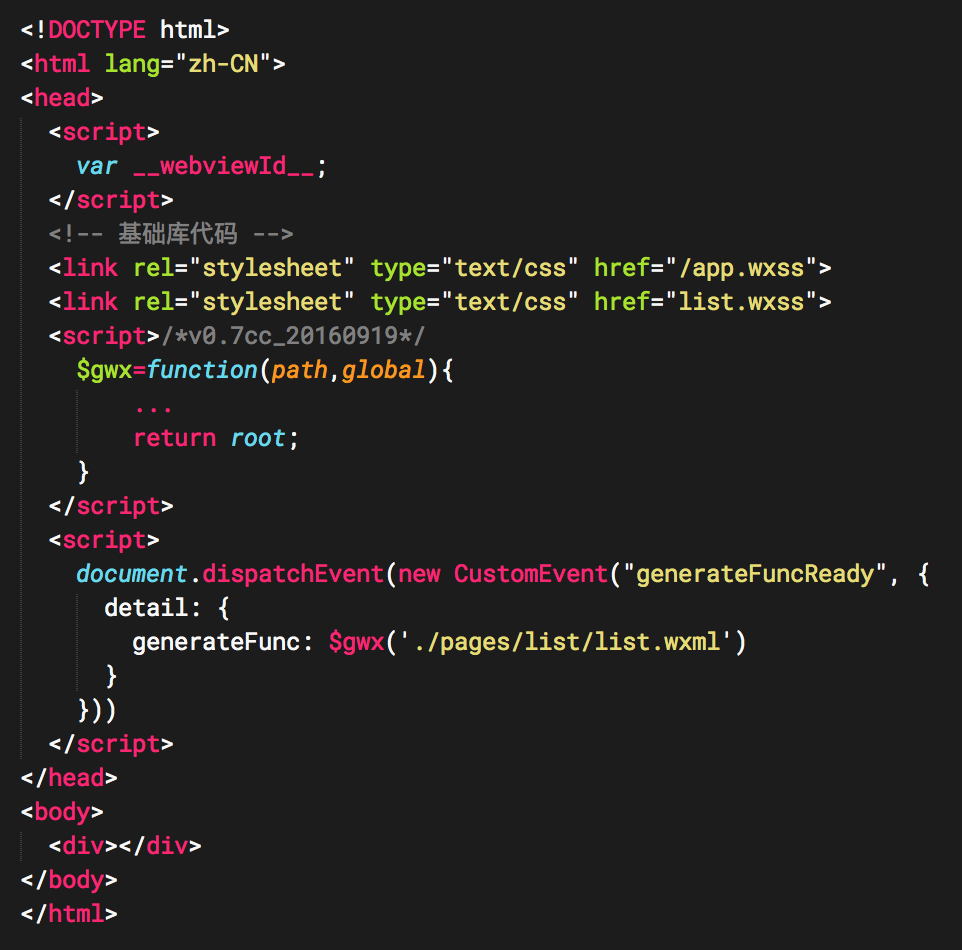 <!DOCTYPE html>
<html lang="zh-CN">
<head>
  <script>
    var __webviewId__;
  </script>
  <!-- 基础库代码 -->
  <link rel="stylesheet" type="text/css" href="/app.wxss">
  <link rel="stylesheet" type="text/css" href="list.wxss">
  <script>/*v0.7cc_20160919*/
    $gwx=function(path,global){
        ...
        return root;
    }
  </script>
  <script>
    document.dispatchEvent(new CustomEvent("generateFuncReady", {
      detail: {
        generateFunc: $gwx('./pages/list/list.wxml')
      }
    }))
  </script>
</head>
<body>
  <div></div>
</body>
</html>